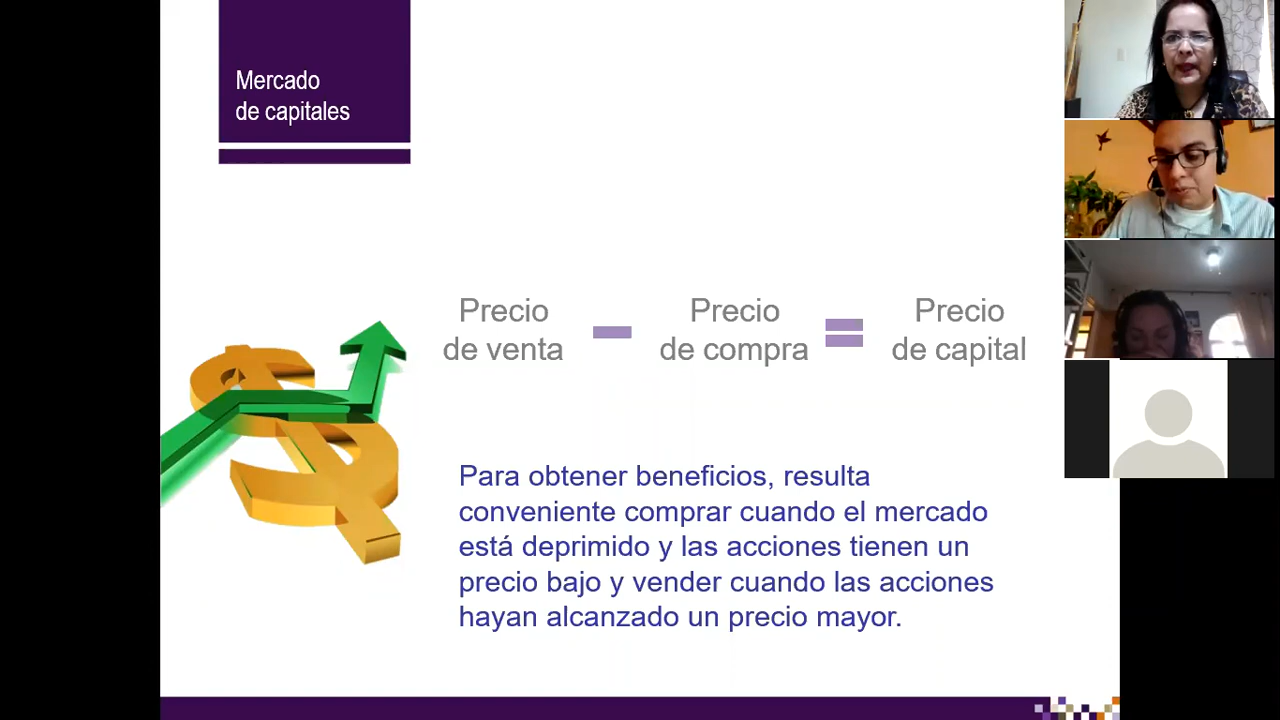 Mercado
de capitales
Precio
de venta
Precio
de compra
Precio
de capital
Para obtener beneficios, resulta
conveniente comprar cuando el mercado
está deprimido y las acciones tienen un
precio bajo y vender cuando las acciones
hayan alcanzado un precio mayor.